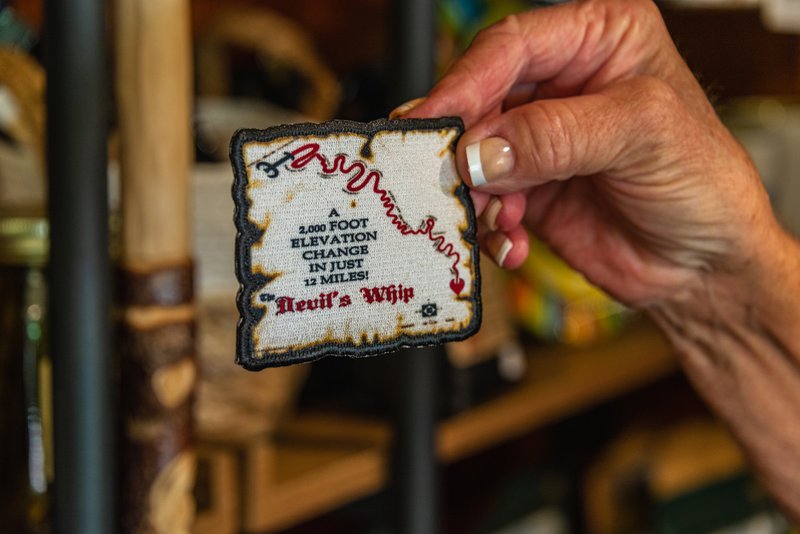 A
2,000 FOOT
ELEVATION
CHANGE
IN JUST
12 MILES!
The Devil's Whip